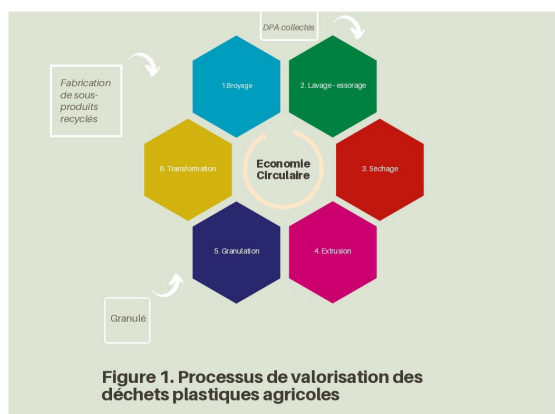 DPA collectés
Fabrication
de sous-
produits
recyclés
1.Broyage
2. Lavage - essorage
6. Transformation
Economie
Circulaire
3. Séchage
5. Granulation
4. Extrusion
Granulé
Figure 1. Processus de valorisation des
déchets plastiques agricoles